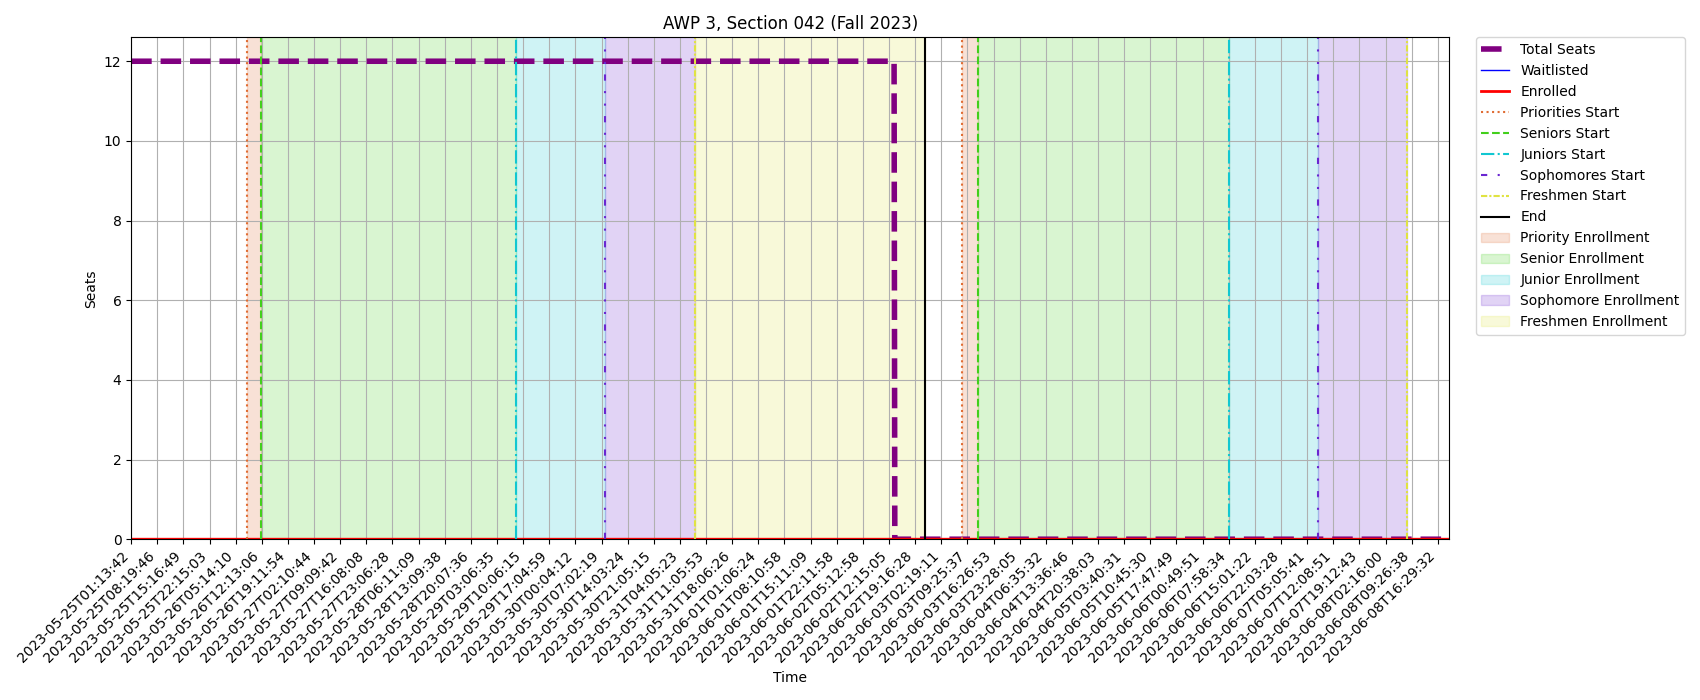 AWP 3, Section 042 (Fall 2023)
Seats
12
10
8
6
4
2
0
2023-05-25T01:13:42
2023-05-25T08:19:46
2023-05-25T15:16:49
2023-05-25T22:15:03
2023-05-26T05:14:10
2023-05-26T12:13:06
2023-05-26T19:11:54
2023-05-27T02:10:44
2023-05-27T09:09:42
2023-05-27T16:08:08
2023-05-27T23:06:28
2023-05-28T06:11:09
2023-05-28T13:09:38
2023-05-28T20:07:36
2023-05-29T03:06:35
2023-05-29T10:06:15
2023-05-29T17:04:59
2023-05-30T00:04:12
2023-05-30T07:02:19
2023-05-30T14:03:24
2023-05-30T21:05:15
2023-05-31T04:05:23
2023-05-31T11:05:53
2023-05-31T18:06:26
2023-06-01T01:06:24
2023-06-01T08:10:58
2023-06-01T15:11:09
2023-06-01T22:11:58
2023-06-02T05:12:58
2023-06-02T12:15:05
2023-06-02T19:16:28
2023-06-03T02:19:11
2023-06-03T09:25:37
2023-06-03T16:26:53
2023-06-03T23:28:05
2023-06-04T06:35:32
2023-06-04T13:36:46
2023-06-04T20:38:03
2023-06-05T03:40:31
2023-06-05T10:45:30
2023-06-05T17:47:49
2023-06-06T00:49:51
2023-06-06T07:58:34
2023-06-06T15:01:22
2023-06-06T22:03:28
2023-06-07T05:05:41
2023-06-07T12:08:51
2023-06-07T19:12:43
2023-06-08T02:16:00
2023-06-08T09:26:38
2023-06-08T16:29:32
Time
Total Seats
Waitlisted
Enrolled
Priorities Start
Seniors Start
Juniors Start
Sophomores Start
Freshmen Start
End
Priority Enrollment
Senior Enrollment
Junior Enrollment
Sophomore Enrollment
Freshmen Enrollment